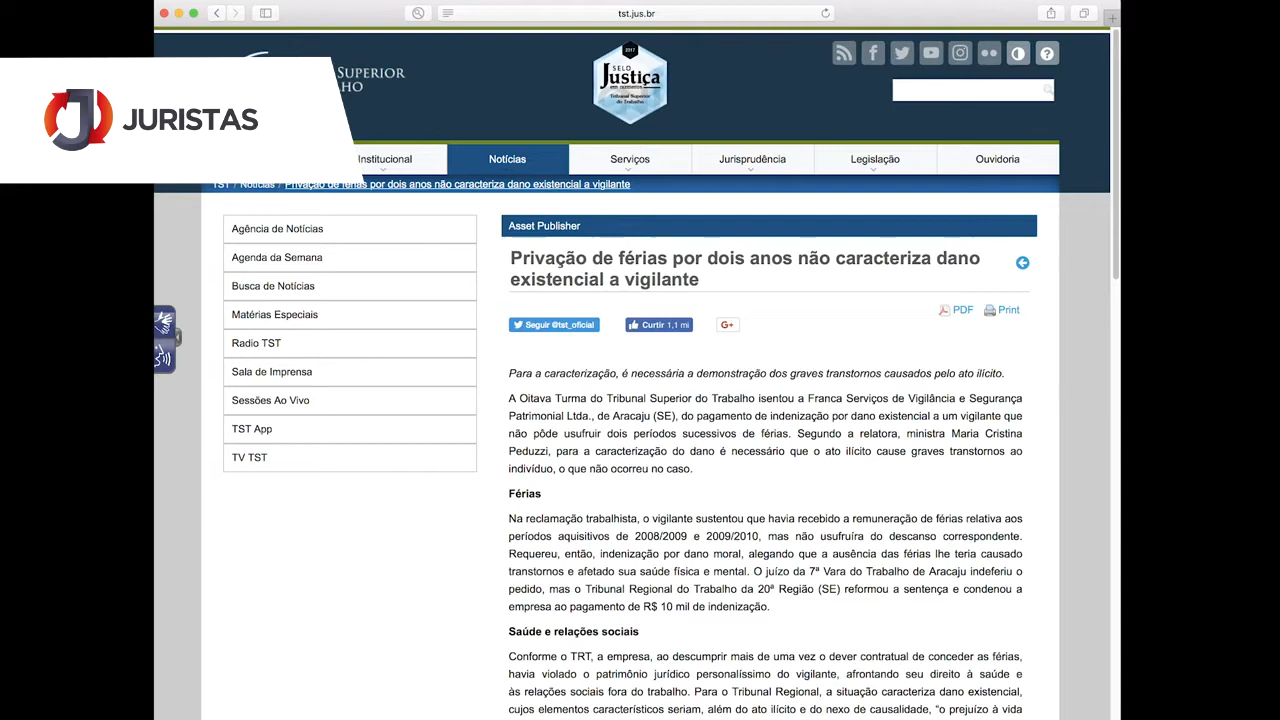 tst.jus.br
SUPERIOR
HO
2017
SELO
Justiça
EM NÚMEROS
Tribunal Superior
do Trabalho
JURISTAS
Institucional
Notícias
Serviços
Jurisprudência
Legislação
Ouvidoria
TST / Notícias / Privação de férias por dois anos não caracteriza dano existencial a vigilante
Agência de Notícias
Agenda da Semana
Busca de Notícias
Matérias Especiais
Radio TST
Sala de Imprensa
Sessões Ao Vivo
TST App
TV TST
Asset Publisher
Privação de férias por dois anos não caracteriza dano
existencial a vigilante
PDF Print
Seguir @tst_oficial Curtir 1,1 mi G+
Para a caracterização, é necessária a demonstração dos graves transtornos causados pelo ato ilícito.
A Oitava Turma do Tribunal Superior do Trabalho isentou a Franca Serviços de Vigilância e Segurança
Patrimonial Ltda., de Aracaju (SE), do pagamento de indenização por dano existencial a um vigilante que
não pôde usufruir dois períodos sucessivos de férias. Segundo a relatora, ministra Maria Cristina
Peduzzi, para a caracterização do dano é necessário que o ato ilícito cause graves transtornos ao
indivíduo, o que não ocorreu no caso.
Férias
Na reclamação trabalhista, o vigilante sustentou que havia recebido a remuneração de férias relativa aos
períodos aquisitivos de 2008/2009 e 2009/2010, mas não usufruíra do descanso correspondente.
Requereu, então, indenização por dano moral, alegando que a ausência das férias lhe teria causado
transtornos e afetado sua saúde física e mental. O juízo da 7ª Vara do Trabalho de Aracaju indeferiu o
pedido, mas o Tribunal Regional do Trabalho da 20ª Região (SE) reformou a sentença e condenou a
empresa ao pagamento de R$ 10 mil de indenização.
Saúde e relações sociais
Conforme o TRT, a empresa, ao descumprir mais de uma vez o dever contratual de conceder as férias,
havia violado o patrimônio jurídico personalíssimo do vigilante, afrontando seu direito à saúde e
às relações sociais fora do trabalho. Para o Tribunal Regional, a situação caracteriza dano existencial,
cujos elementos característicos seriam, além do ato ilícito e do nexo de causalidade, "o prejuízo à vida